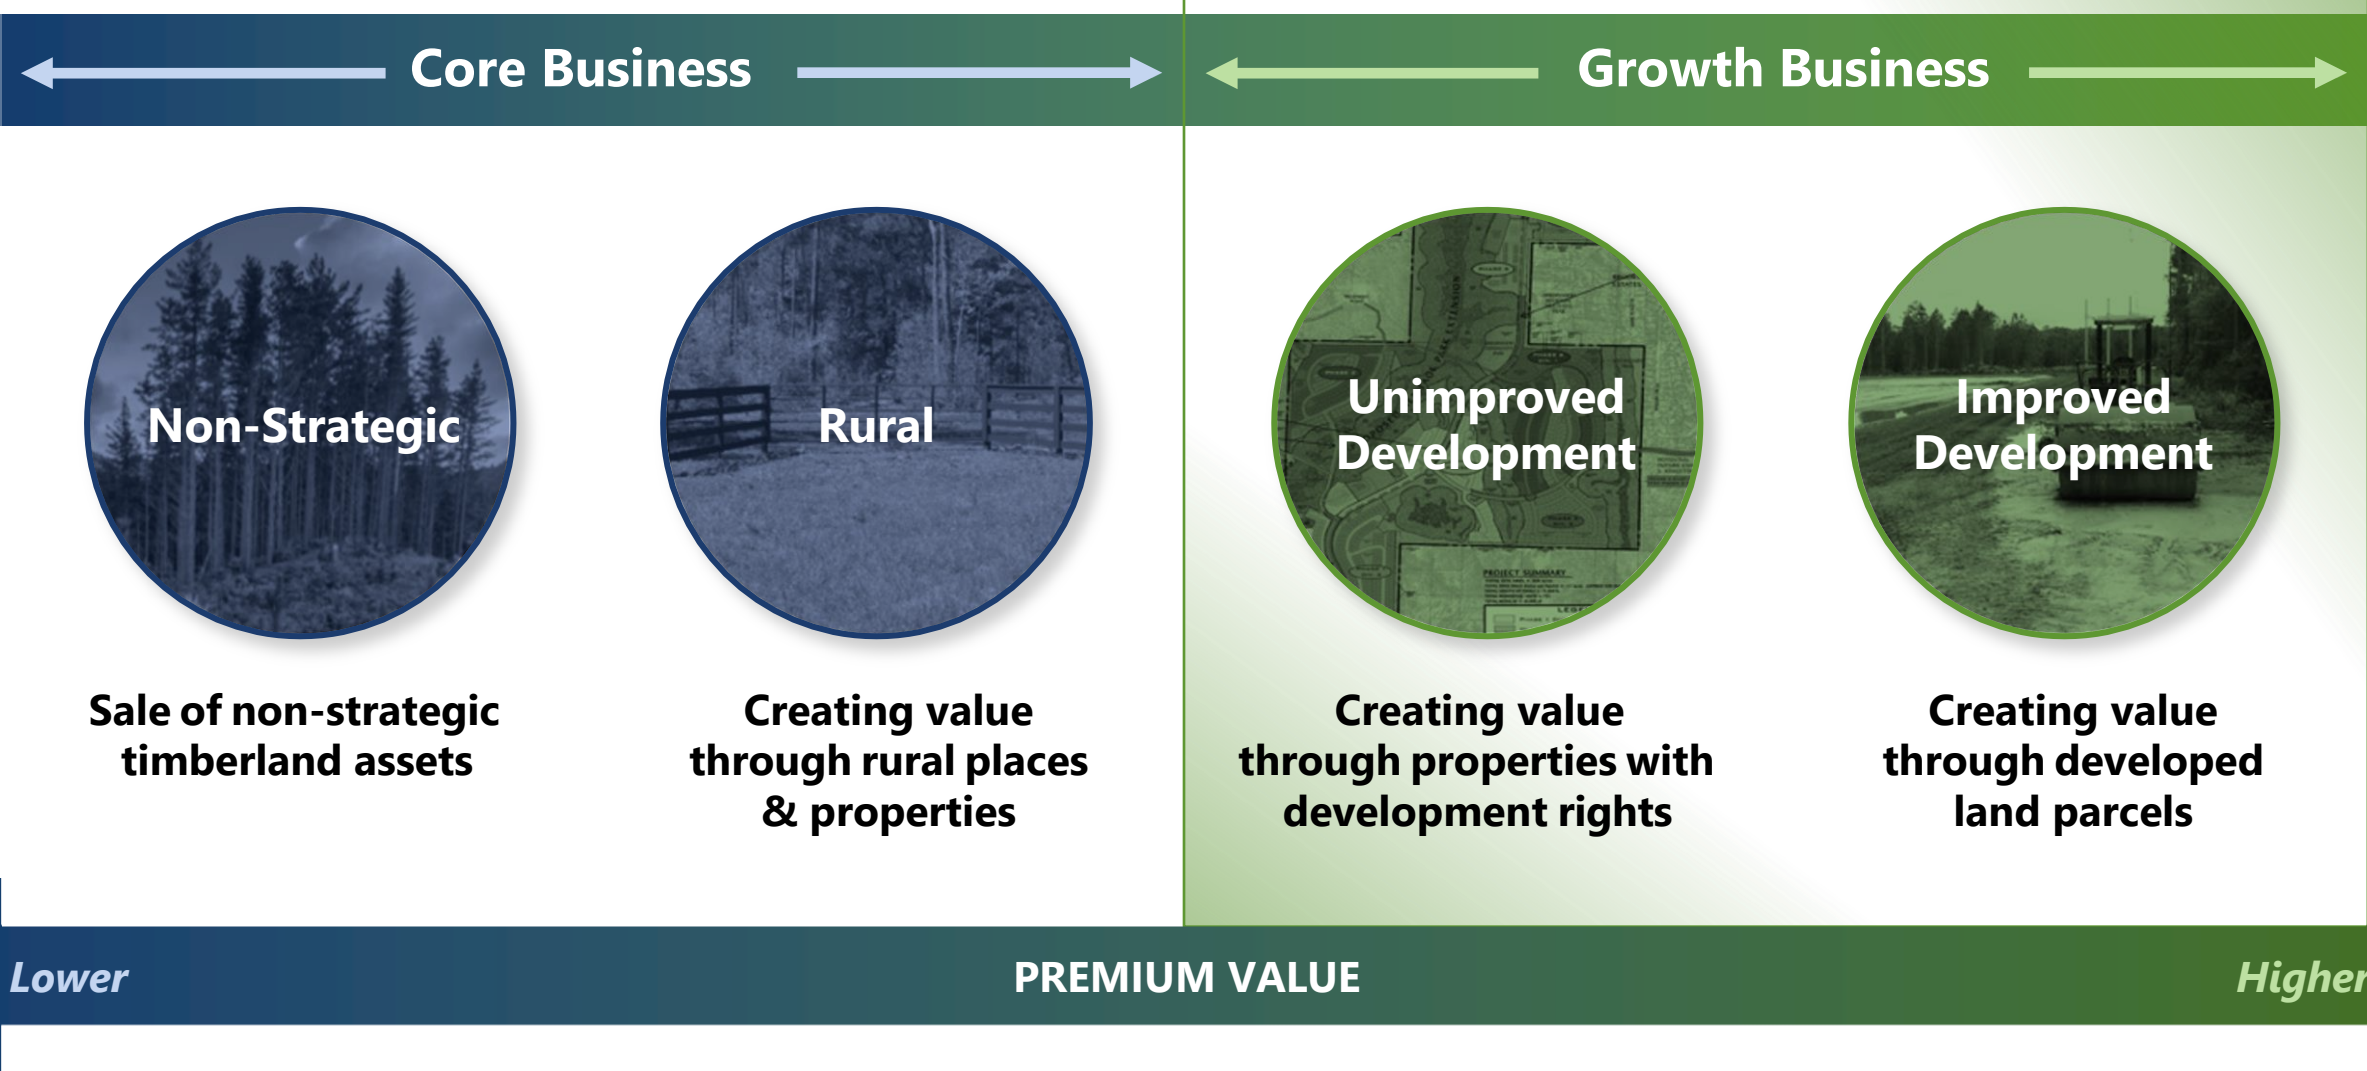 Core Business
Growth Business
Non-Strategic
Rural
Unimproved
Development
Improved
Development
Sale of non-strategic
timberland assets
Creating value
through rural places
& properties
Creating value
through properties with
development rights
Creating value
through developed
land parcels
Lower
PREMIUM VALUE
Higher
PROJECT SUMMARY